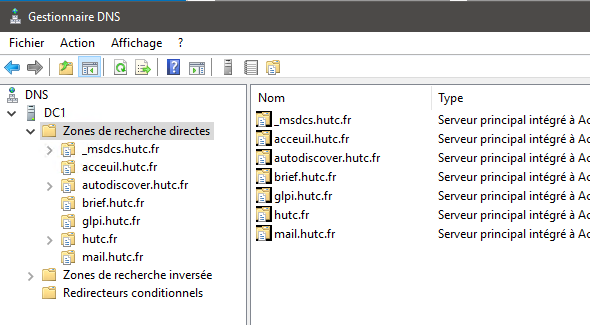 Gestionnaire DNS
Fichier Action Affichage ?
DNS
DC1
Zones de recherche directes
_msdcs.hutc.fr
acceuil.hutc.fr
autodiscover.hutc.fr
brief.hutc.fr
glpi.hutc.fr
hutc.fr
mail.hutc.fr
Zones de recherche inversée
Redirecteurs conditionnels
Nom Type
_msdcs.hutc.fr Serveur principal intégré à Ac
acceuil.hutc.fr Serveur principal intégré à Ac
autodiscover.hutc.fr Serveur principal intégré à Ac
brief.hutc.fr Serveur principal intégré à Ac
glpi.hutc.fr Serveur principal intégré à Ac
hutc.fr Serveur principal intégré à Ac
mail.hutc.fr Serveur principal intégré à Ac